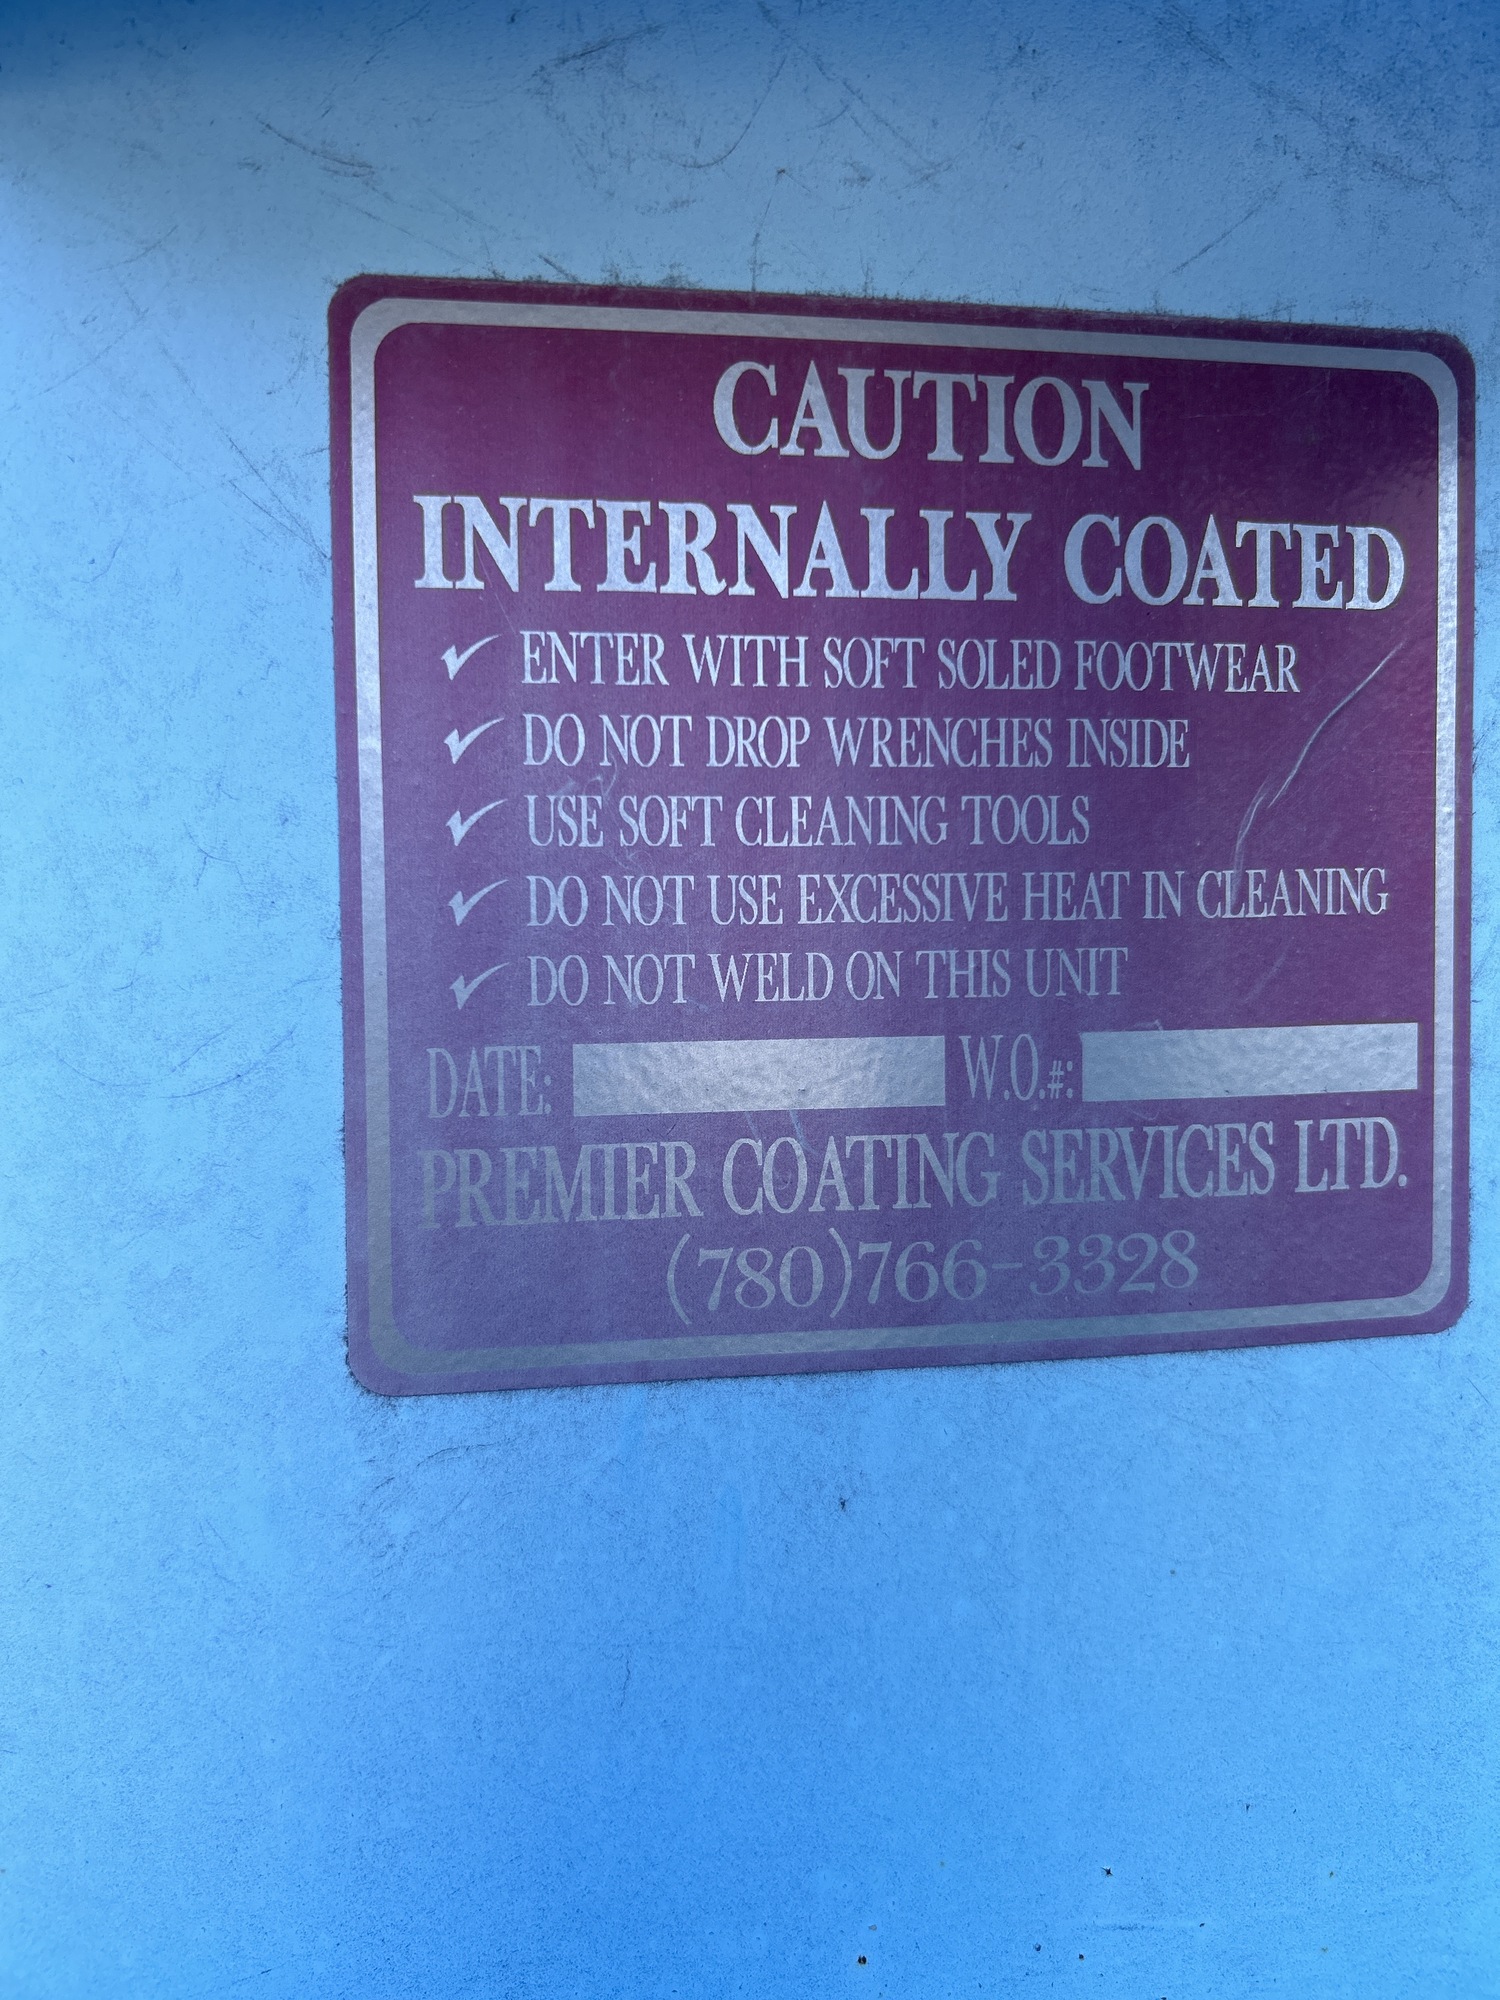 CAUTION
INTERNALLY COATED
✓ ENTER WITH SOFT SOLED FOOTWEAR
✓ DO NOT DROP WRENCHES INSIDE
✓ USE SOFT CLEANING TOOLS
✓ DO NOT USE EXCESSIVE HEAT IN CLEANING
✓ DO NOT WELD ON THIS UNIT
DATE: W.O.#:
PREMIER COATING SERVICES LTD.
(780)766-3328